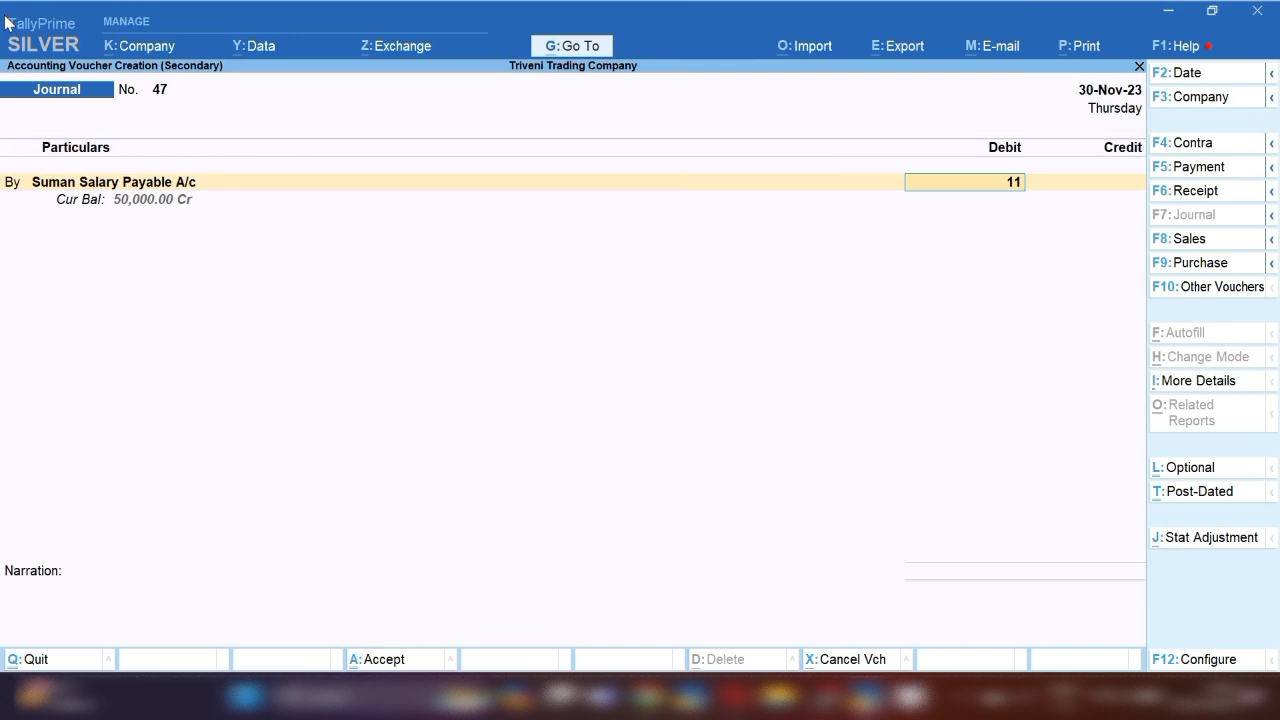 TallyPrime
MANAGE
SILVER
K:Company
Y:Data
Z:Exchange
G:Go To
O:Import
E:Export
M:E-mail
P:Print
F1:Help
Accounting Voucher Creation (Secondary)
Triveni Trading Company
Journal
No. 47
30-Nov-23
Thursday
Particulars
Debit
Credit
By Suman Salary Payable A/c
11
Cur Bal: 50,000.00 Cr
Narration:
F2:Date
F3:Company
F4:Contra
F5:Payment
F6:Receipt
F7:Journal
F8:Sales
F9:Purchase
F10:Other Vouchers
F:Autofill
H:Change Mode
I:More Details
O:Related
Reports
L:Optional
T:Post-Dated
J:Stat Adjustment
Q:Quit
A:Accept
D:Delete
X:Cancel Vch
F12:Configure